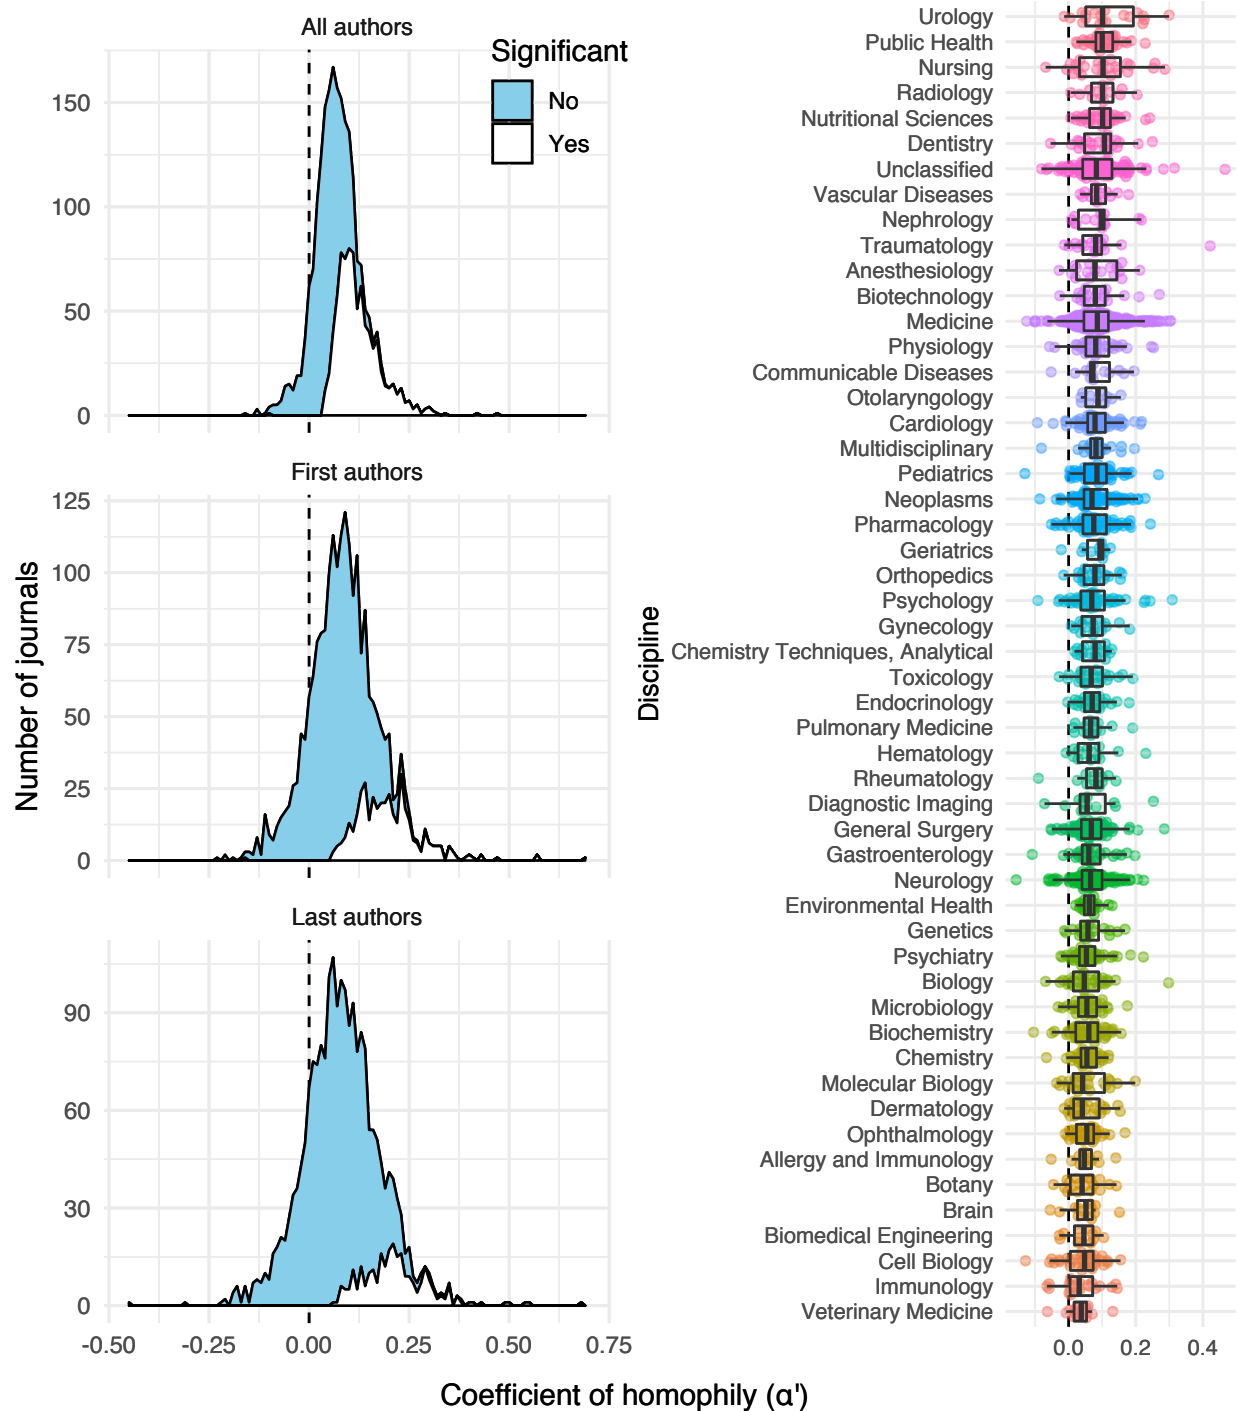 All authors
Significant
No
Yes
150
100
50
0
First authors
125
100
75
50
25
0
Last authors
90
60
30
0
-0.50
-0.25
0.00
0.25
0.50
0.75
Number of journals
Coefficient of homophily (α')
Discipline
Urology
Public Health
Nursing
Radiology
Nutritional Sciences
Dentistry
Unclassified
Vascular Diseases
Nephrology
Traumatology
Anesthesiology
Biotechnology
Medicine
Physiology
Communicable Diseases
Otolaryngology
Cardiology
Multidisciplinary
Pediatrics
Neoplasms
Pharmacology
Geriatrics
Orthopedics
Psychology
Gynecology
Chemistry Techniques, Analytical
Toxicology
Endocrinology
Pulmonary Medicine
Hematology
Rheumatology
Diagnostic Imaging
General Surgery
Gastroenterology
Neurology
Environmental Health
Genetics
Psychiatry
Biology
Microbiology
Biochemistry
Chemistry
Molecular Biology
Dermatology
Ophthalmology
Allergy and Immunology
Botany
Brain
Biomedical Engineering
Cell Biology
Immunology
Veterinary Medicine
0.0
0.2
0.4